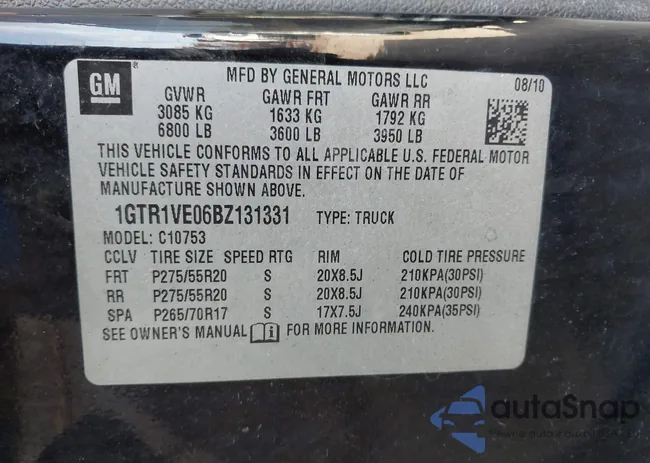 GM
MFD BY GENERAL MOTORS LLC
08/10
GVWR GAWR FRT GAWR RR
3085 KG 1633 KG 1792 KG
6800 LB 3600 LB 3950 LB
THIS VEHICLE CONFORMS TO ALL APPLICABLE U.S. FEDERAL MOTOR
VEHICLE SAFETY STANDARDS IN EFFECT ON THE DATE OF
MANUFACTURE SHOWN ABOVE.
1GTR1VE06BZ131331 TYPE: TRUCK
MODEL: C10753
CCLV TIRE SIZE SPEED RTG RIM COLD TIRE PRESSURE
FRT P275/55R20 S 20X8.5J 210KPA(30PSI)
RR P275/55R20 S 20X8.5J 210KPA(30PSI)
SPA P265/70R17 S 17X7.5J 240KPA(35PSI)
SEE OWNER'S MANUAL FOR MORE INFORMATION.
autoSnap